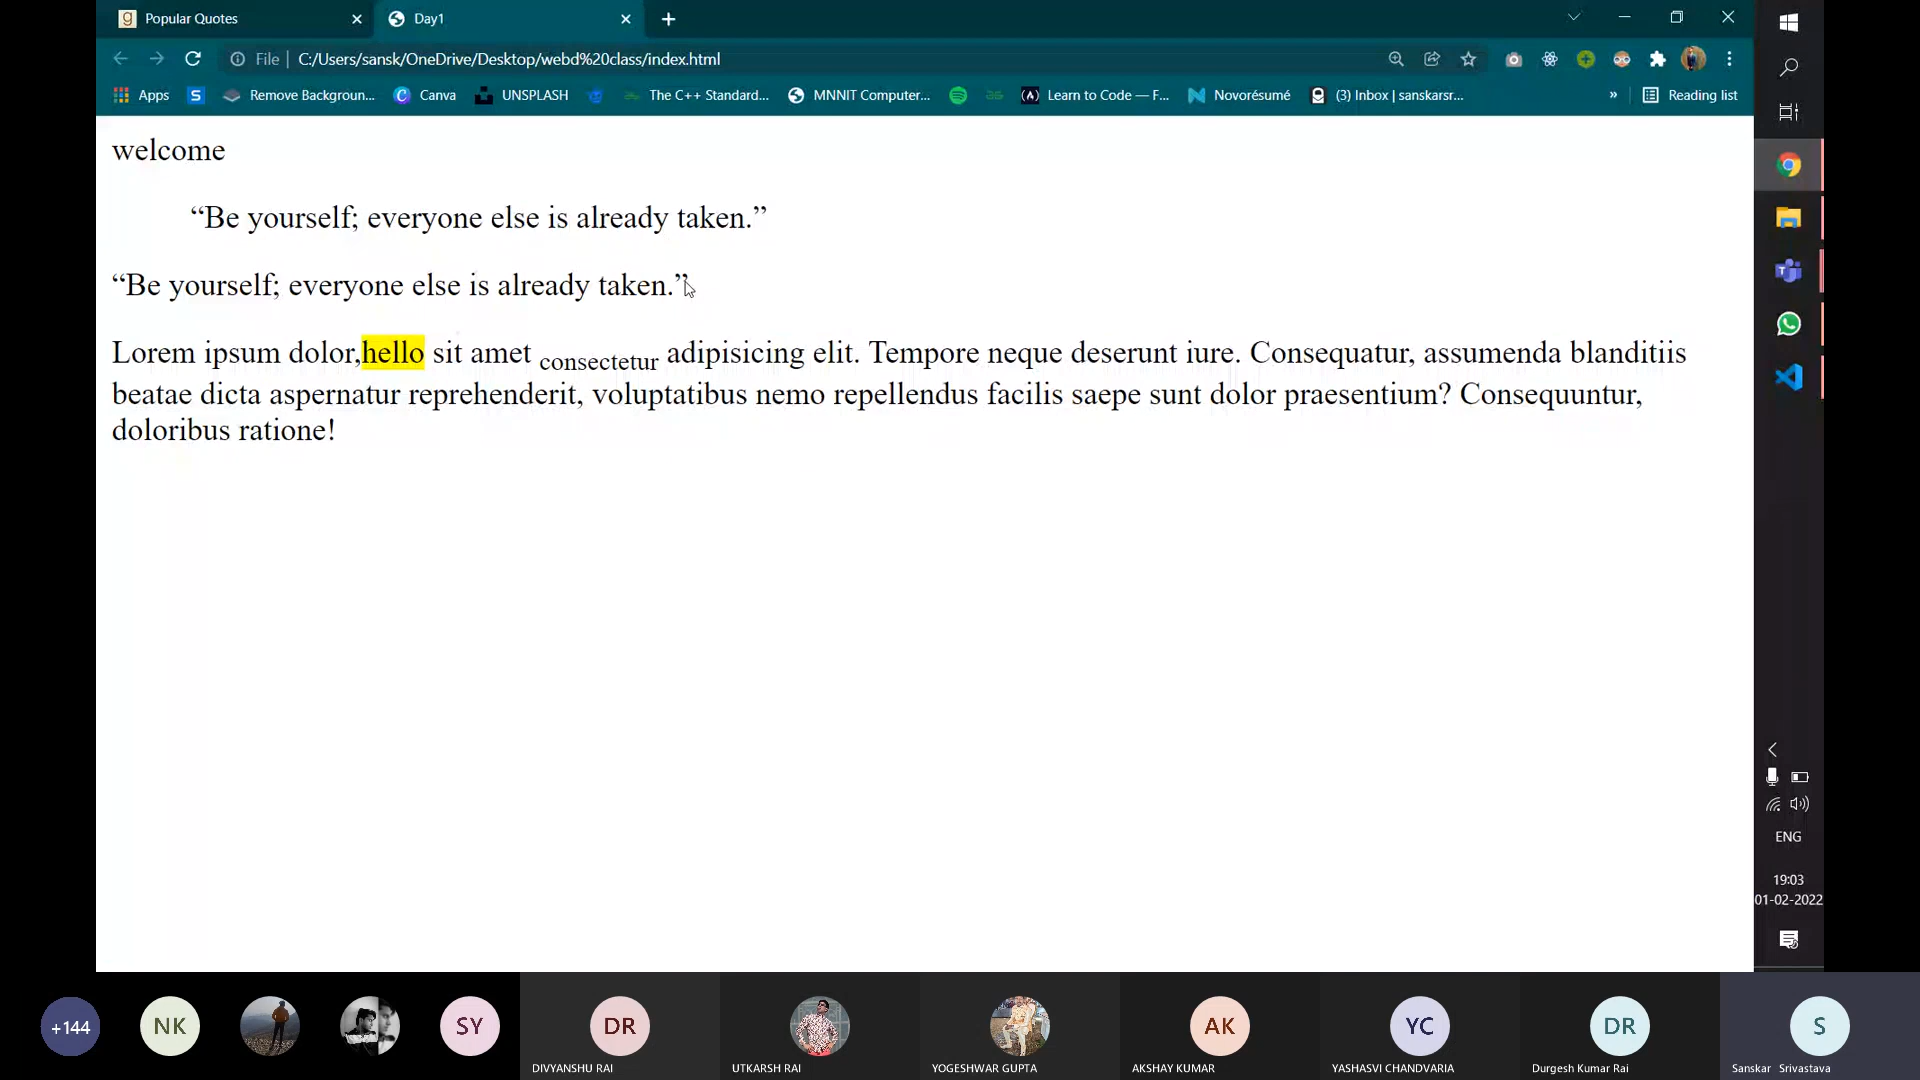 Popular Quotes
Day1
File
C:/Users/sansk/OneDrive/Desktop/webd%20class/index.html
Apps
S
Remove Backgroun...
Canva
UNSPLASH
The C++ Standard...
MNNIT Computer...
Learn to Code — F...
Novorésumé
(3) Inbox | sanskarsr...
»
Reading list
welcome
“Be yourself; everyone else is already taken.”
“Be yourself; everyone else is already taken.”
Lorem ipsum dolor,hello sit amet consectetur adipisicing elit. Tempore neque deserunt iure. Consequatur, assumenda blanditiis
beatae dicta aspernatur reprehenderit, voluptatibus nemo repellendus facilis saepe sunt dolor praesentium? Consequuntur,
doloribus ratione!
ENG
19:03
01-02-2022
+144
NK
SY
DR
AK
YC
DR
S
DIVYANSHU RAI
UTKARSH RAI
YOGESHWAR GUPTA
AKSHAY KUMAR
YASHASVI CHANDVARIA
Durgesh Kumar Rai
Sanskar Srivastava